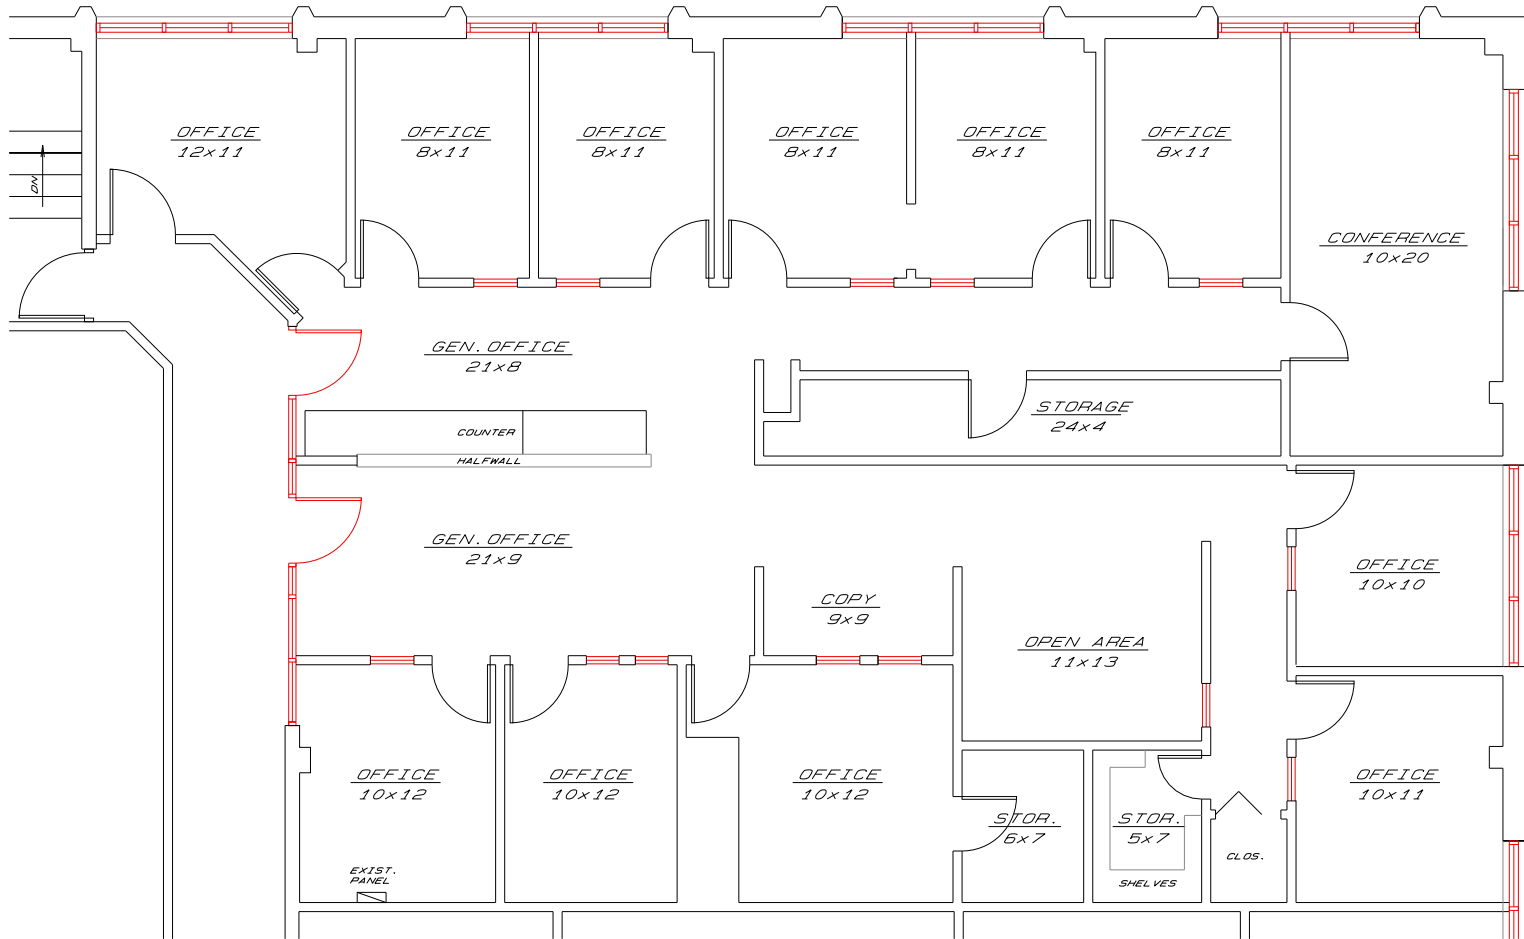 OFFICE
12x11
OFFICE
8x11
OFFICE
8x11
OFFICE
8x11
OFFICE
8x11
OFFICE
8x11
DN
CONFERENCE
10x20
GEN. OFFICE
21x8
STORAGE
24x4
COUNTER
HALFWALL
GEN. OFFICE
21x9
OFFICE
10x10
COPY
9x9
OPEN AREA
11x13
OFFICE
10x12
OFFICE
10x12
OFFICE
10x12
OFFICE
10x11
STOR.
6x7
STOR.
5x7
CLOS.
EXIST.
PANEL
SHELVES